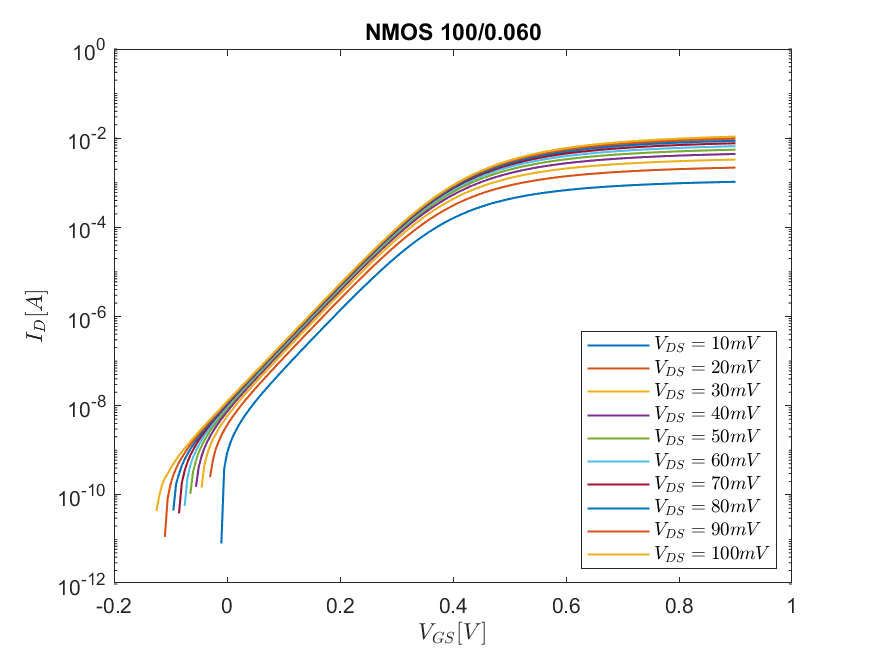 NMOS 100/0.060
10^0
10^-2
10^-4
10^-6
10^-8
10^-10
10^-12
I_D[A]
-0.2 0 0.2 0.4 0.6 0.8 1
V_GS[V]
V_DS = 10mV
V_DS = 20mV
V_DS = 30mV
V_DS = 40mV
V_DS = 50mV
V_DS = 60mV
V_DS = 70mV
V_DS = 80mV
V_DS = 90mV
V_DS = 100mV